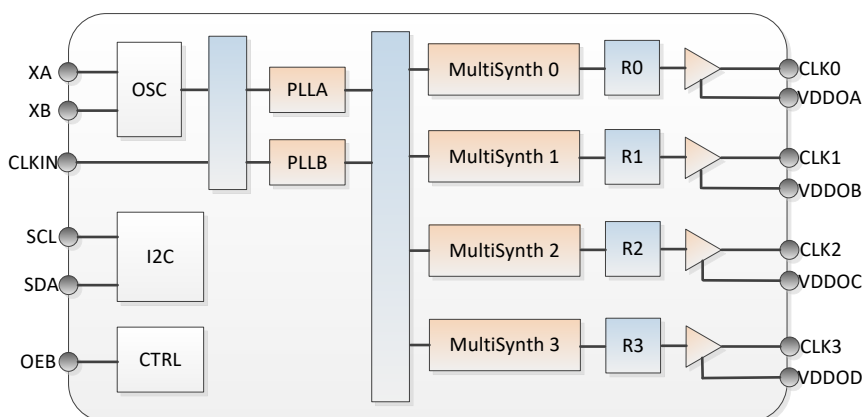 XA
XB
CLKIN
SCL
SDA
OEB
OSC
I2C
CTRL
PLLA
PLLB
MultiSynth 0
R0
CLK0
VDDOA
MultiSynth 1
R1
CLK1
VDDOB
MultiSynth 2
R2
CLK2
VDDOC
MultiSynth 3
R3
CLK3
VDDOD